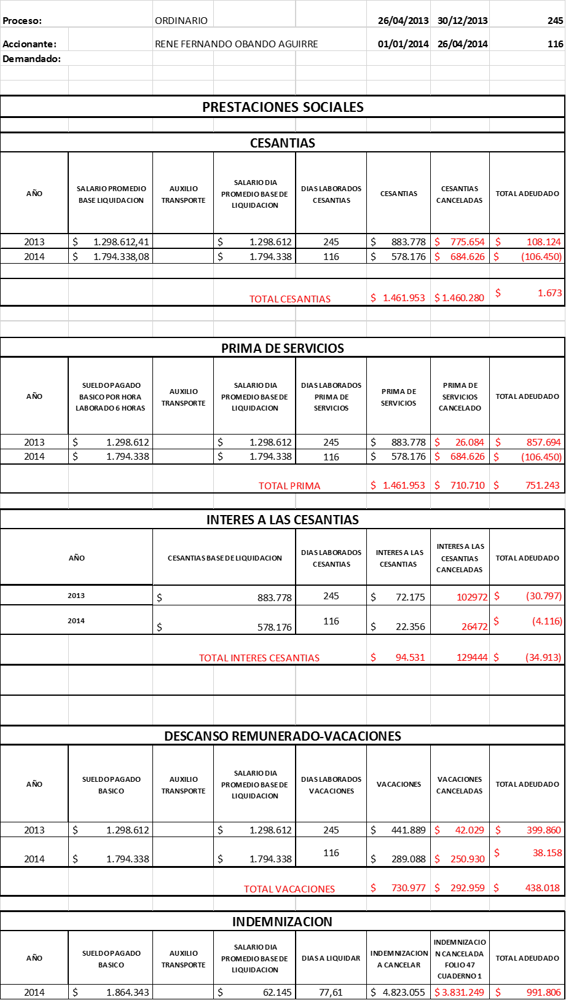 Proceso: ORDINARIO 26/04/2013 30/12/2013 245
Accionante: RENE FERNANDO OBANDO AGUIRRE 01/01/2014 26/04/2014 116
Demandado:
PRESTACIONES SOCIALES
CESANTIAS
AÑO SALARIO PROMEDIO BASE LIQUIDACION AUXILIO TRANSPORTE SALARIO DIA PROMEDIO BASE DE LIQUIDACION DIAS LABORADOS CESANTIAS CESANTIAS CESANTIAS CANCELADAS TOTAL ADEUDADO
2013 $ 1.298.612,41 $ 1.298.612 245 $ 883.778 $ 775.654 $ 108.124
2014 $ 1.794.338,08 $ 1.794.338 116 $ 578.176 $ 684.626 $ (106.450)
TOTAL CESANTIAS $ 1.461.953 $ 1.460.280 $ 1.673
PRIMA DE SERVICIOS
AÑO SUELDO PAGADO BASICO POR HORA LABORADO 6 HORAS AUXILIO TRANSPORTE SALARIO DIA PROMEDIO BASE DE LIQUIDACION DIAS LABORADOS PRIMA DE SERVICIOS PRIMA DE SERVICIOS PRIMA DE SERVICIOS CANCELADO TOTAL ADEUDADO
2013 $ 1.298.612 $ 1.298.612 245 $ 883.778 $ 26.084 $ 857.694
2014 $ 1.794.338 $ 1.794.338 116 $ 578.176 $ 684.626 $ (106.450)
TOTAL PRIMA $ 1.461.953 $ 710.710 $ 751.243
INTERES A LAS CESANTIAS
AÑO CESANTIAS BASE DE LIQUIDACION DIAS LABORADOS CESANTIAS INTERES A LAS CESANTIAS INTERES A LAS CESANTIAS CANCELADAS TOTAL ADEUDADO
2013 $ 883.778 245 $ 72.175 102972 $ (30.797)
2014 $ 578.176 116 $ 22.356 26472 $ (4.116)
TOTAL INTERES CESANTIAS $ 94.531 129444 $ (34.913)
DESCANSO REMUNERADO-VACACIONES
AÑO SUELDO PAGADO BASICO AUXILIO TRANSPORTE SALARIO DIA PROMEDIO BASE DE LIQUIDACION DIAS LABORADOS VACACIONES VACACIONES VACACIONES CANCELADAS TOTAL ADEUDADO
2013 $ 1.298.612 $ 1.298.612 245 $ 441.889 $ 42.029 $ 399.860
2014 $ 1.794.338 $ 1.794.338 116 $ 289.088 $ 250.930 $ 38.158
TOTAL VACACIONES $ 730.977 $ 292.959 $ 438.018
INDEMNIZACION
AÑO SUELDO PAGADO BASICO AUXILIO TRANSPORTE SALARIO DIA PROMEDIO BASE DE LIQUIDACION DIAS A LIQUIDAR INDEMNIZACION A CANCELAR INDEMNIZACIO N CANCELADA FOLIO 47 CUADERNO 1 TOTAL ADEUDADO
2014 $ 1.864.343 $ 62.145 77,61 $ 4.823.055 $ 3.831.249 $ 991.806